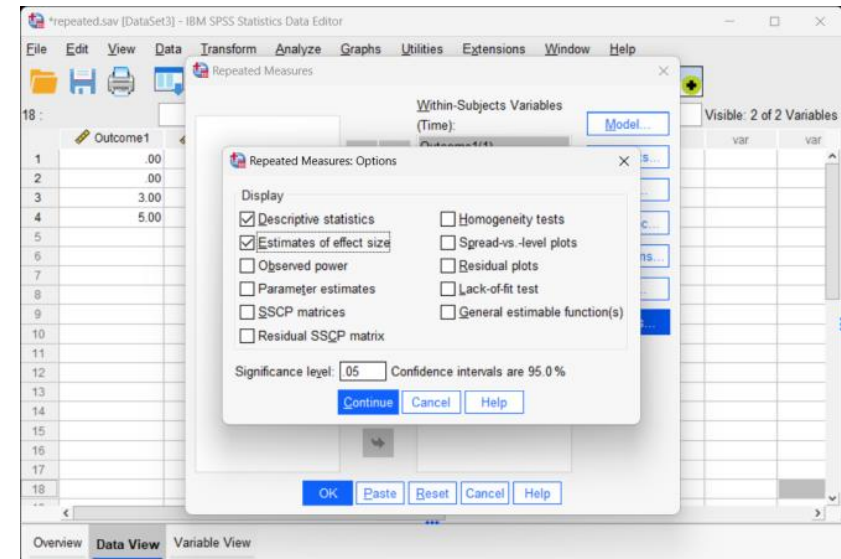 *repeated.sav [DataSet3] - IBM SPSS Statistics Data Editor
File Edit View Data Transform Analyze Graphs Utilities Extensions Window Help
Repeated Measures
18 :
Visible: 2 of 2 Variables
Within-Subjects Variables
(Time):
Model...
Outcome1(1)
Outcome1
var var
Repeated Measures: Options
Display
Descriptive statistics
Homogeneity tests
Estimates of effect size
Spread-vs.-level plots
Observed power
Residual plots
Parameter estimates
Lack-of-fit test
SSCP matrices
General estimable function(s)
Residual SSCP matrix
Significance level: .05 Confidence intervals are 95.0 %
Continue Cancel Help
1 .00
2 .00
3 3.00
4 5.00
5
6
7
8
9
10
11
12
13
14
15
16
17
18
OK Paste Reset Cancel Help
Overview Data View Variable View